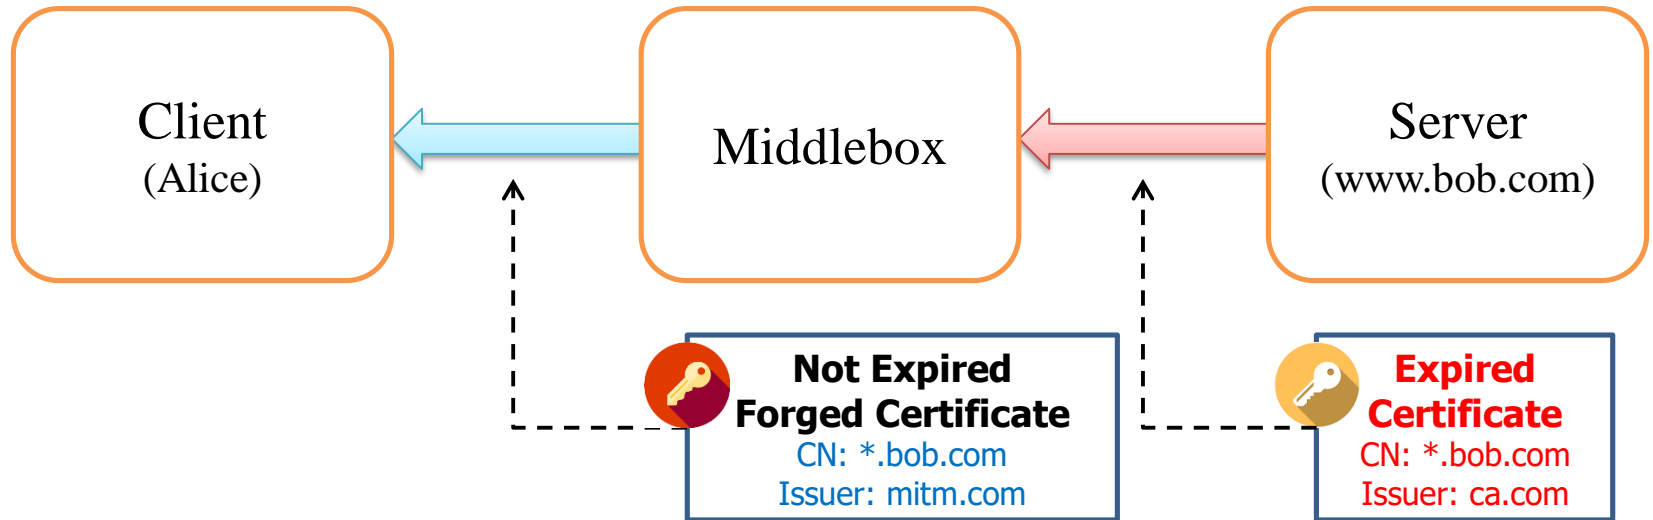 Client
(Alice)
Middlebox
Server
(www.bob.com)
Not Expired
Forged Certificate
CN: *.bob.com
Issuer: mitm.com
Expired
Certificate
CN: *.bob.com
Issuer: ca.com